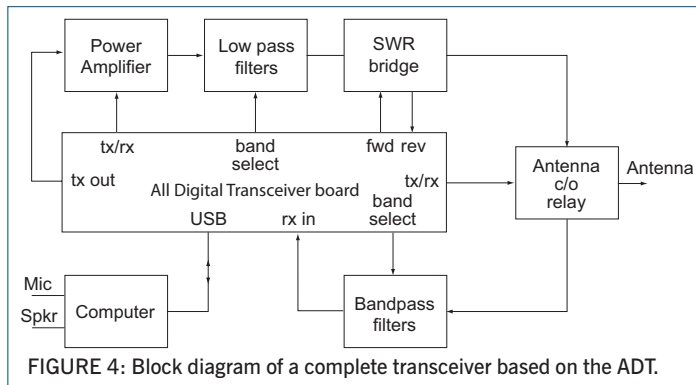 Power
Amplifier
Low pass
filters
SWR
bridge
tx/rx
band
select
fwd rev
tx out
All Digital Transceiver board
tx/rx
USB
rx in
band
select
Antenna
c/o
relay
Antenna
Mic
Spkr
Computer
Bandpass
filters
FIGURE 4: Block diagram of a complete transceiver based on the ADT.